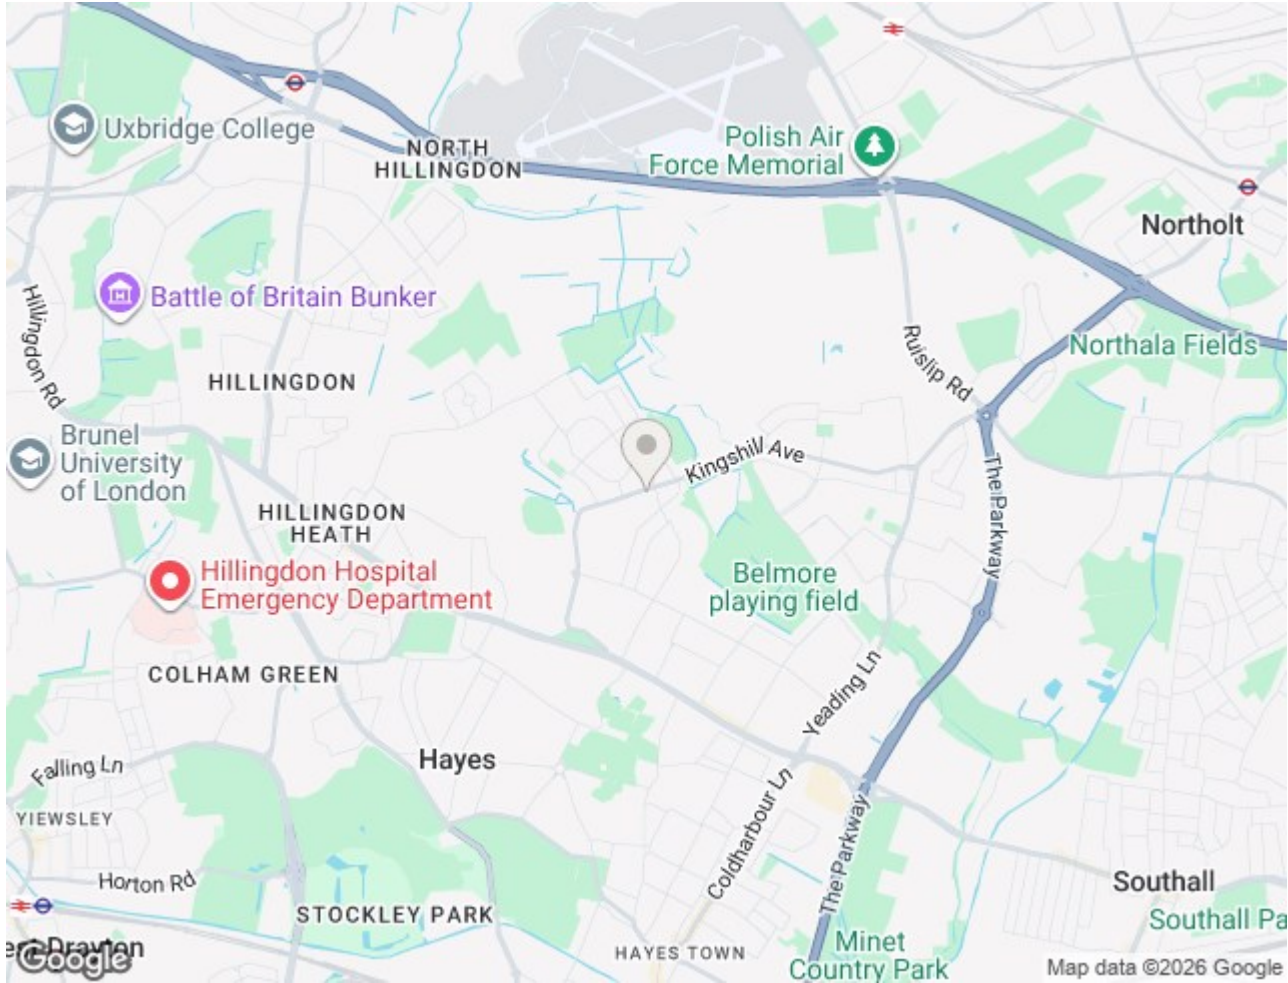 Uxbridge College
NORTH
HILLINGDON
Polish Air
Force Memorial
Northolt
Battle of Britain Bunker
Hillingdon Rd
Ruislip Rd
Northala Fields
HILLINGDON
Brunel
University
of London
Kingshill Ave
The Parkway
HILLINGDON
HEATH
Hillingdon Hospital
Emergency Department
Belmore
playing field
COLHAM GREEN
Yeading Ln
Hayes
Falling Ln
Coldharbour Ln
The Parkway
YIEWSLEY
Horton Rd
Southall
STOCKLEY PARK
Southall Pa
Drayton
HAYES TOWN
Minet
Country Park
Google
Map data ©2026 Google